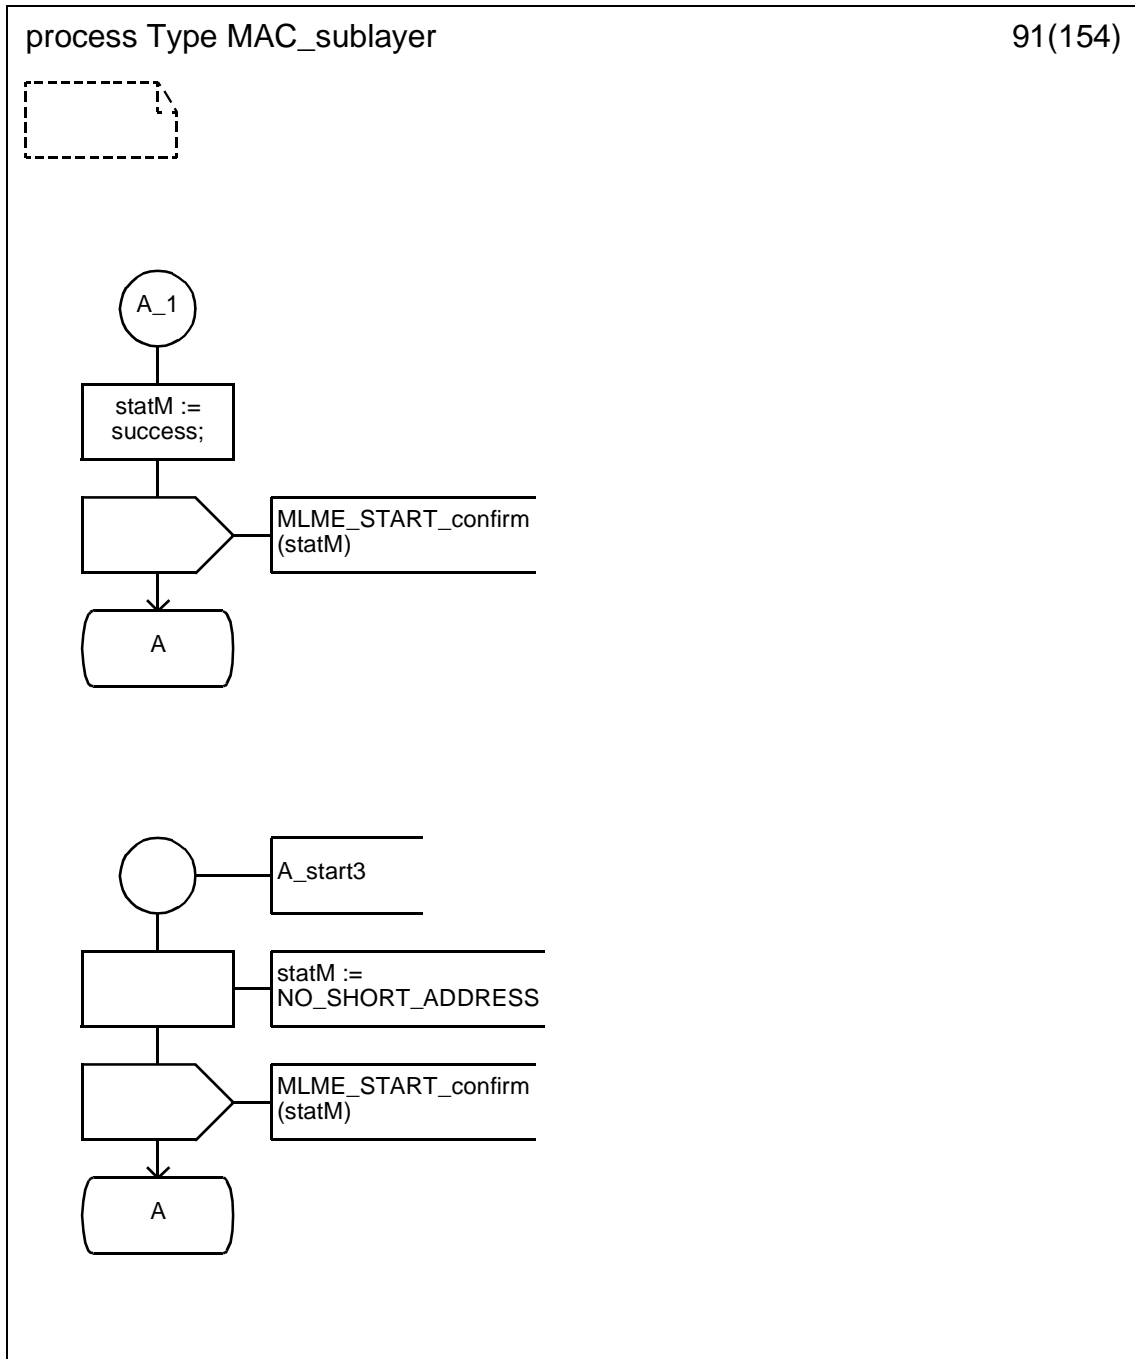 process Type MAC_sublayer
91(154)
A_1
statM :=
success;
MLME_START_confirm
(statM)
A
A_start3
statM :=
NO_SHORT_ADDRESS
MLME_START_confirm
(statM)
A